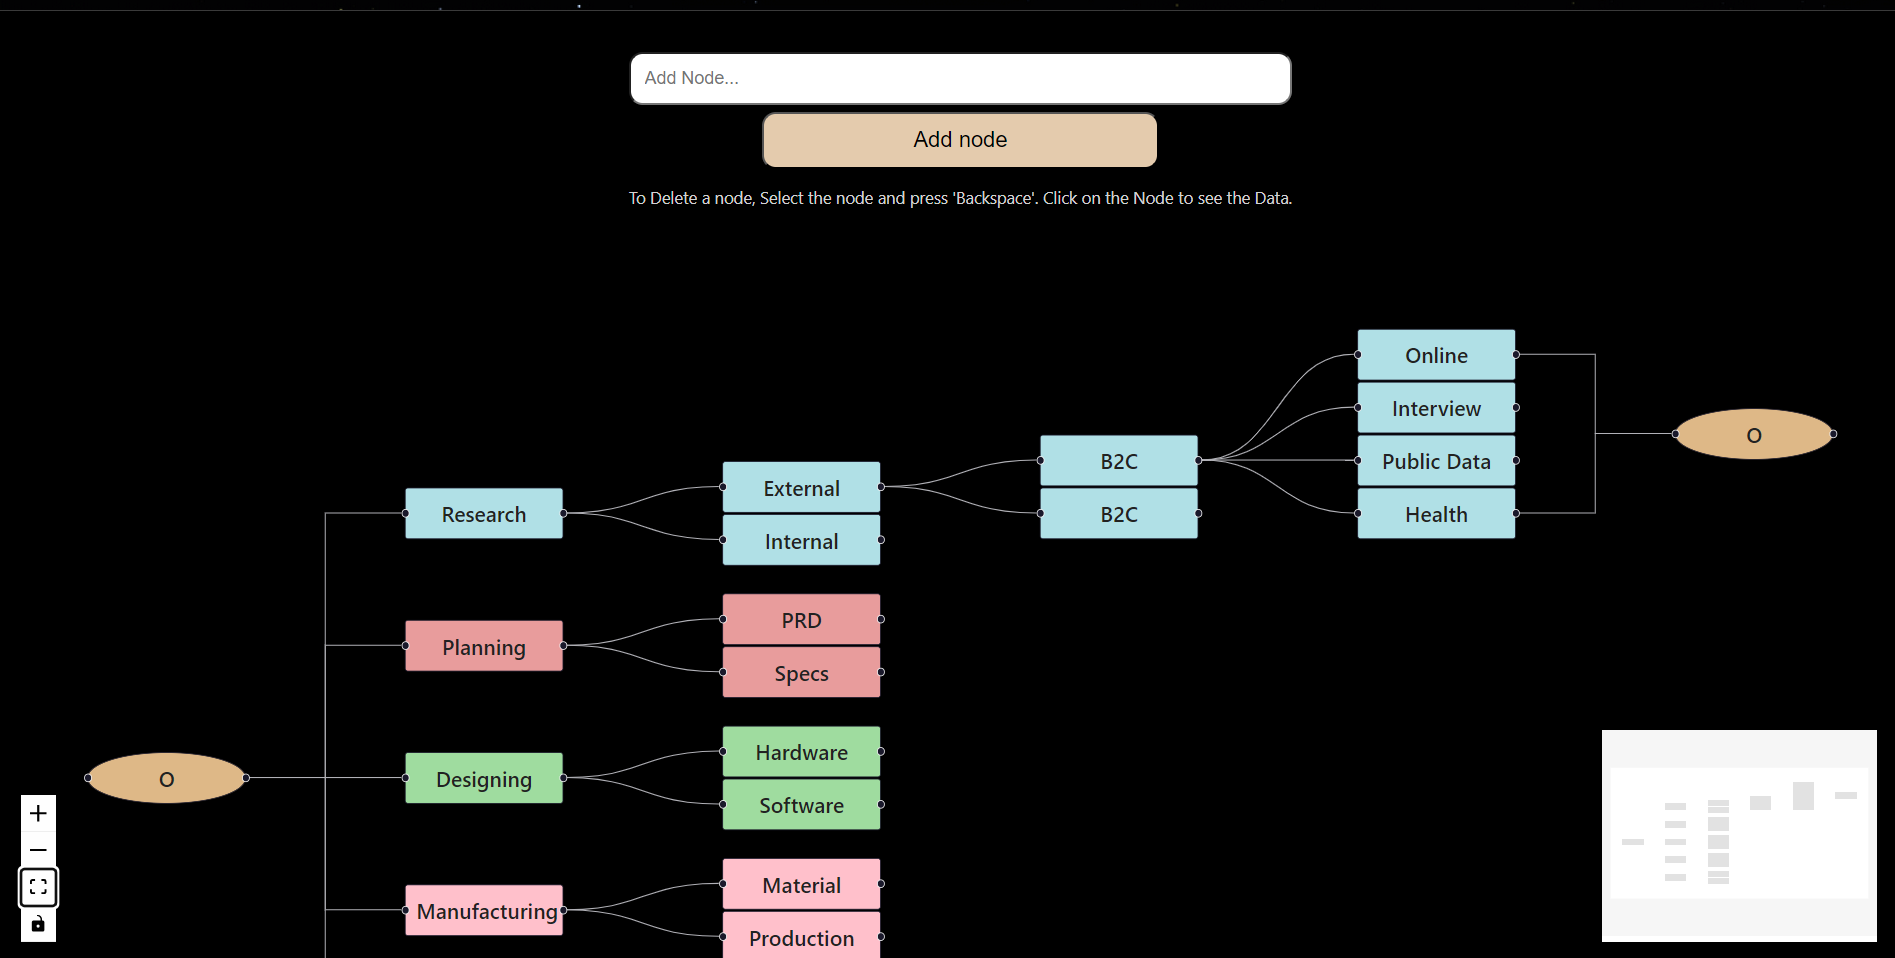 Add Node...
Add node
To Delete a node, Select the node and press 'Backspace'. Click on the Node to see the Data.
Online
Interview
O
B2C
Public Data
External
Research
B2C
Health
Internal
PRD
Planning
Specs
Hardware
O
Designing
Software
Material
Manufacturing
Production